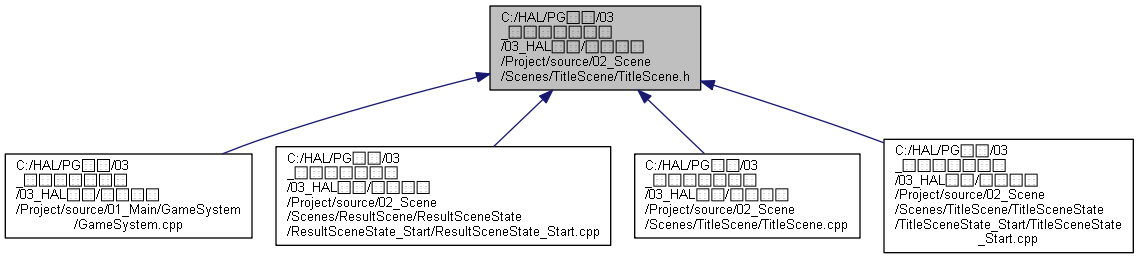 C:/HAL/PG□□/03
_□□□□□□□
/03_HAL□□/□□□□
/Project/source/02_Scene
/Scenes/TitleScene/TitleScene.h
C:/HAL/PG□□/03
_□□□□□□□
/03_HAL□□/□□□□
/Project/source/01_Main/GameSystem
/GameSystem.cpp
C:/HAL/PG□□/03
_□□□□□□□
/03_HAL□□/□□□□
/Project/source/02_Scene
/Scenes/ResultScene/ResultSceneState
/ResultSceneState_Start/ResultSceneState_Start.cpp
C:/HAL/PG□□/03
_□□□□□□□
/03_HAL□□/□□□□
/Project/source/02_Scene
/Scenes/TitleScene/TitleScene.cpp
C:/HAL/PG□□/03
_□□□□□□□
/03_HAL□□/□□□□
/Project/source/02_Scene
/Scenes/TitleScene/TitleSceneState
/TitleSceneState_Start/TitleSceneState
_Start.cpp